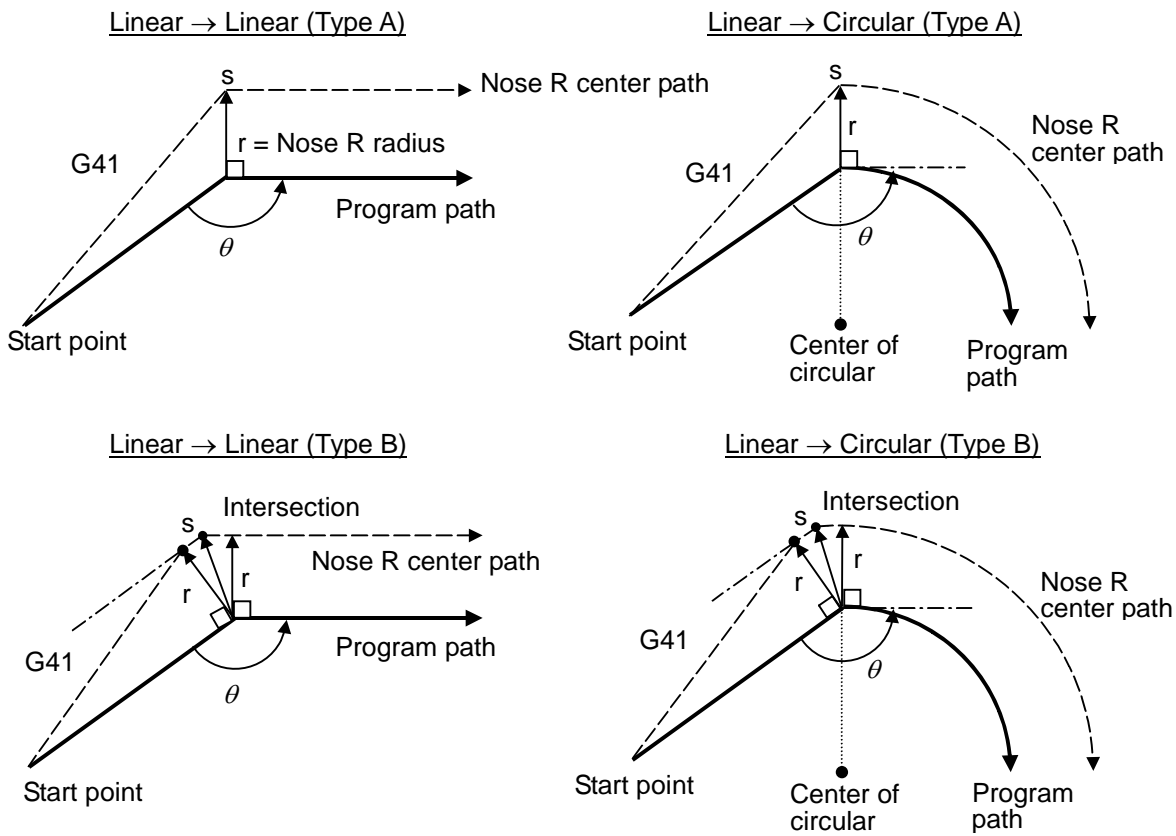 Linear → Linear (Type A)
s
Nose R center path
r = Nose R radius
G41
Program path
θ
Start point
Linear → Circular (Type A)
s
r
Nose R
center path
G41
θ
Start point
Center of
circular
Program
path
Linear → Linear (Type B)
Intersection
s
Nose R center path
r
r
Program path
G41
θ
Start point
Linear → Circular (Type B)
Intersection
s
r
r
Nose R
center path
G41
θ
Start point
Center of
circular
Program
path